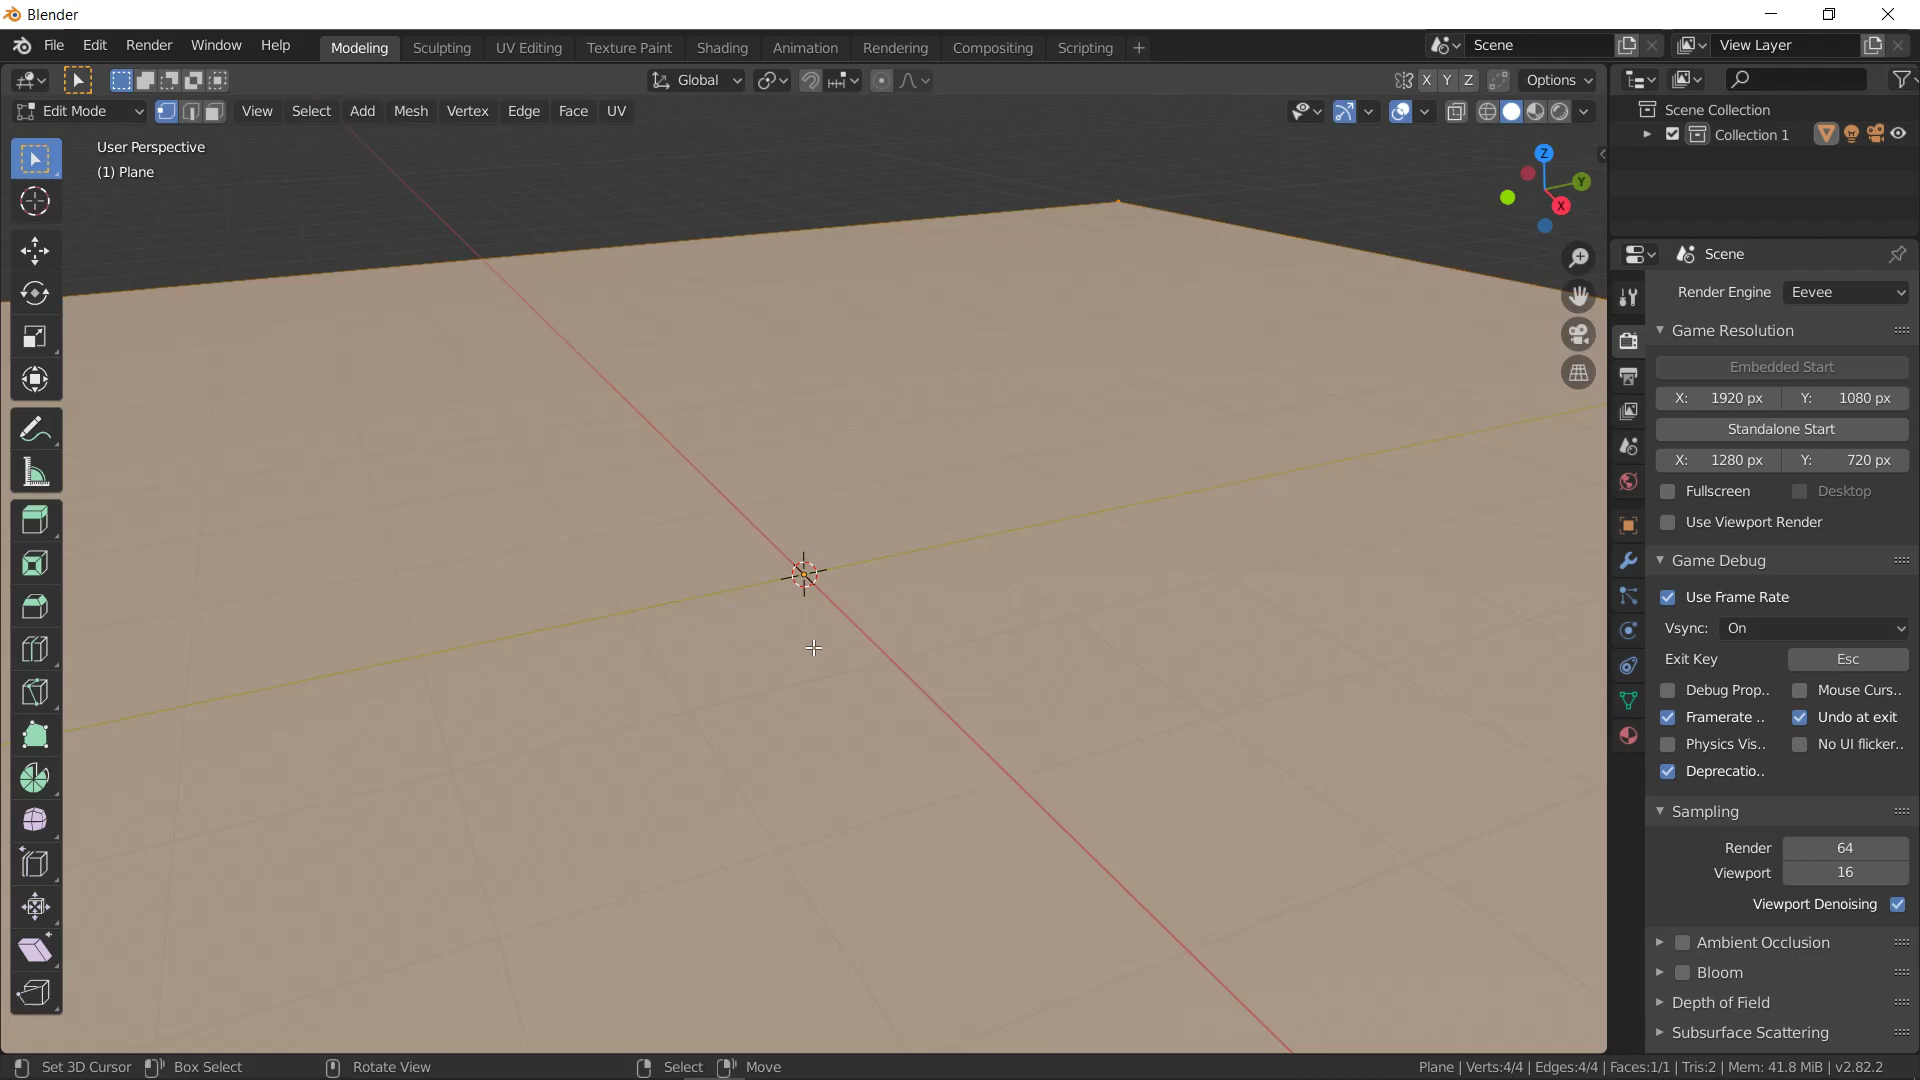 Blender
File Edit Render Window Help Modeling Sculpting UV Editing Texture Paint Shading Animation Rendering Compositing Scripting + Scene View Layer
Global X Y Z Options
Edit Mode View Select Add Mesh Vertex Edge Face UV
Scene Collection
Collection 1
User Perspective
(1) Plane
Z
Y
X
Scene
Render Engine Eevee
Game Resolution
Embedded Start
X: 1920 px Y: 1080 px
Standalone Start
X: 1280 px Y: 720 px
Fullscreen Desktop
Use Viewport Render
Game Debug
Use Frame Rate
Vsync: On
Exit Key Esc
Debug Prop.. Mouse Curs..
Framerate .. Undo at exit
Physics Vis.. No UI flicker..
Deprecatio..
Sampling
Render 64
Viewport 16
Viewport Denoising
Ambient Occlusion
Bloom
Depth of Field
Subsurface Scattering
Set 3D Cursor Box Select Rotate View Select Move Plane | Verts:4/4 | Edges:4/4 | Faces:1/1 | Tris:2 | Mem: 41.8 MiB | v2.82.2